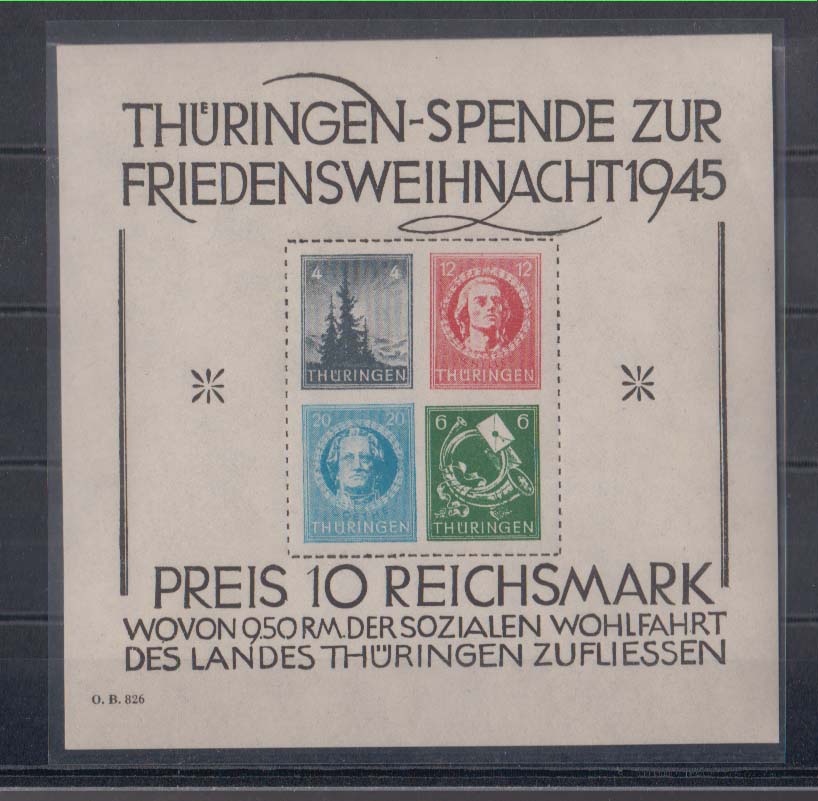 THÜRINGEN-SPENDE ZUR
FRIEDENSWEIHNACHT 1945
4 4
THÜRINGEN
12 12
THÜRINGEN
20 20
THÜRINGEN
6 6
THÜRINGEN
PREIS 10 REICHSMARK
WOVON 9.50 RM. DER SOZIALEN WOHLFAHRT
DES LANDES THÜRINGEN ZUFLIESSEN
O. B. 826